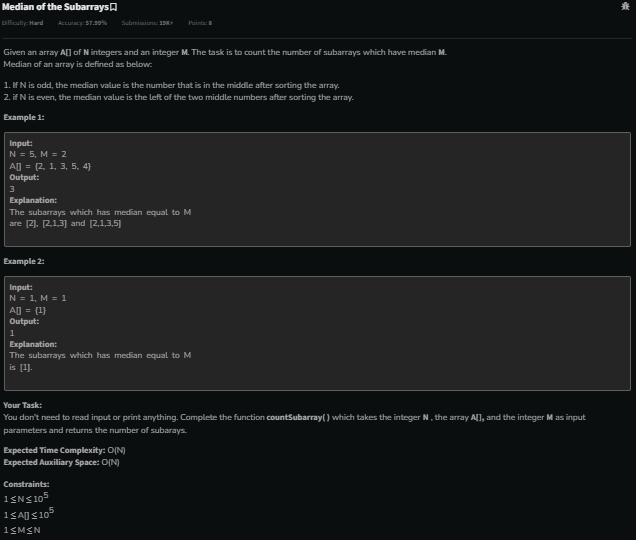 Median of the Subarrays
Difficulty: Hard Accuracy: 57.99% Submissions: 19K+ Points: 8
Given an array A[] of N integers and an integer M. The task is to count the number of subarrays which have median M.
Median of an array is defined as below:
1. If N is odd, the median value is the number that is in the middle after sorting the array.
2. if N is even, the median value is the left of the two middle numbers after sorting the array.
Example 1:
Input:
N = 5, M = 2
A[] = {2, 1, 3, 5, 4}
Output:
3
Explanation:
The subarrays which has median equal to M
are [2], [2,1,3] and [2,1,3,5]
Example 2:
Input:
N = 1, M = 1
A[] = {1}
Output:
1
Explanation:
The subarrays which has median equal to M
is [1].
Your Task:
You don't need to read input or print anything. Complete the function countSubarray( ) which takes the integer N , the array A[], and the integer M as input
parameters and returns the number of subarays.
Expected Time Complexity: O(N)
Expected Auxiliary Space: O(N)
Constraints:
1 ≤ N ≤ 10^5
1 ≤ A[] ≤ 10^5
1 ≤ M ≤ N